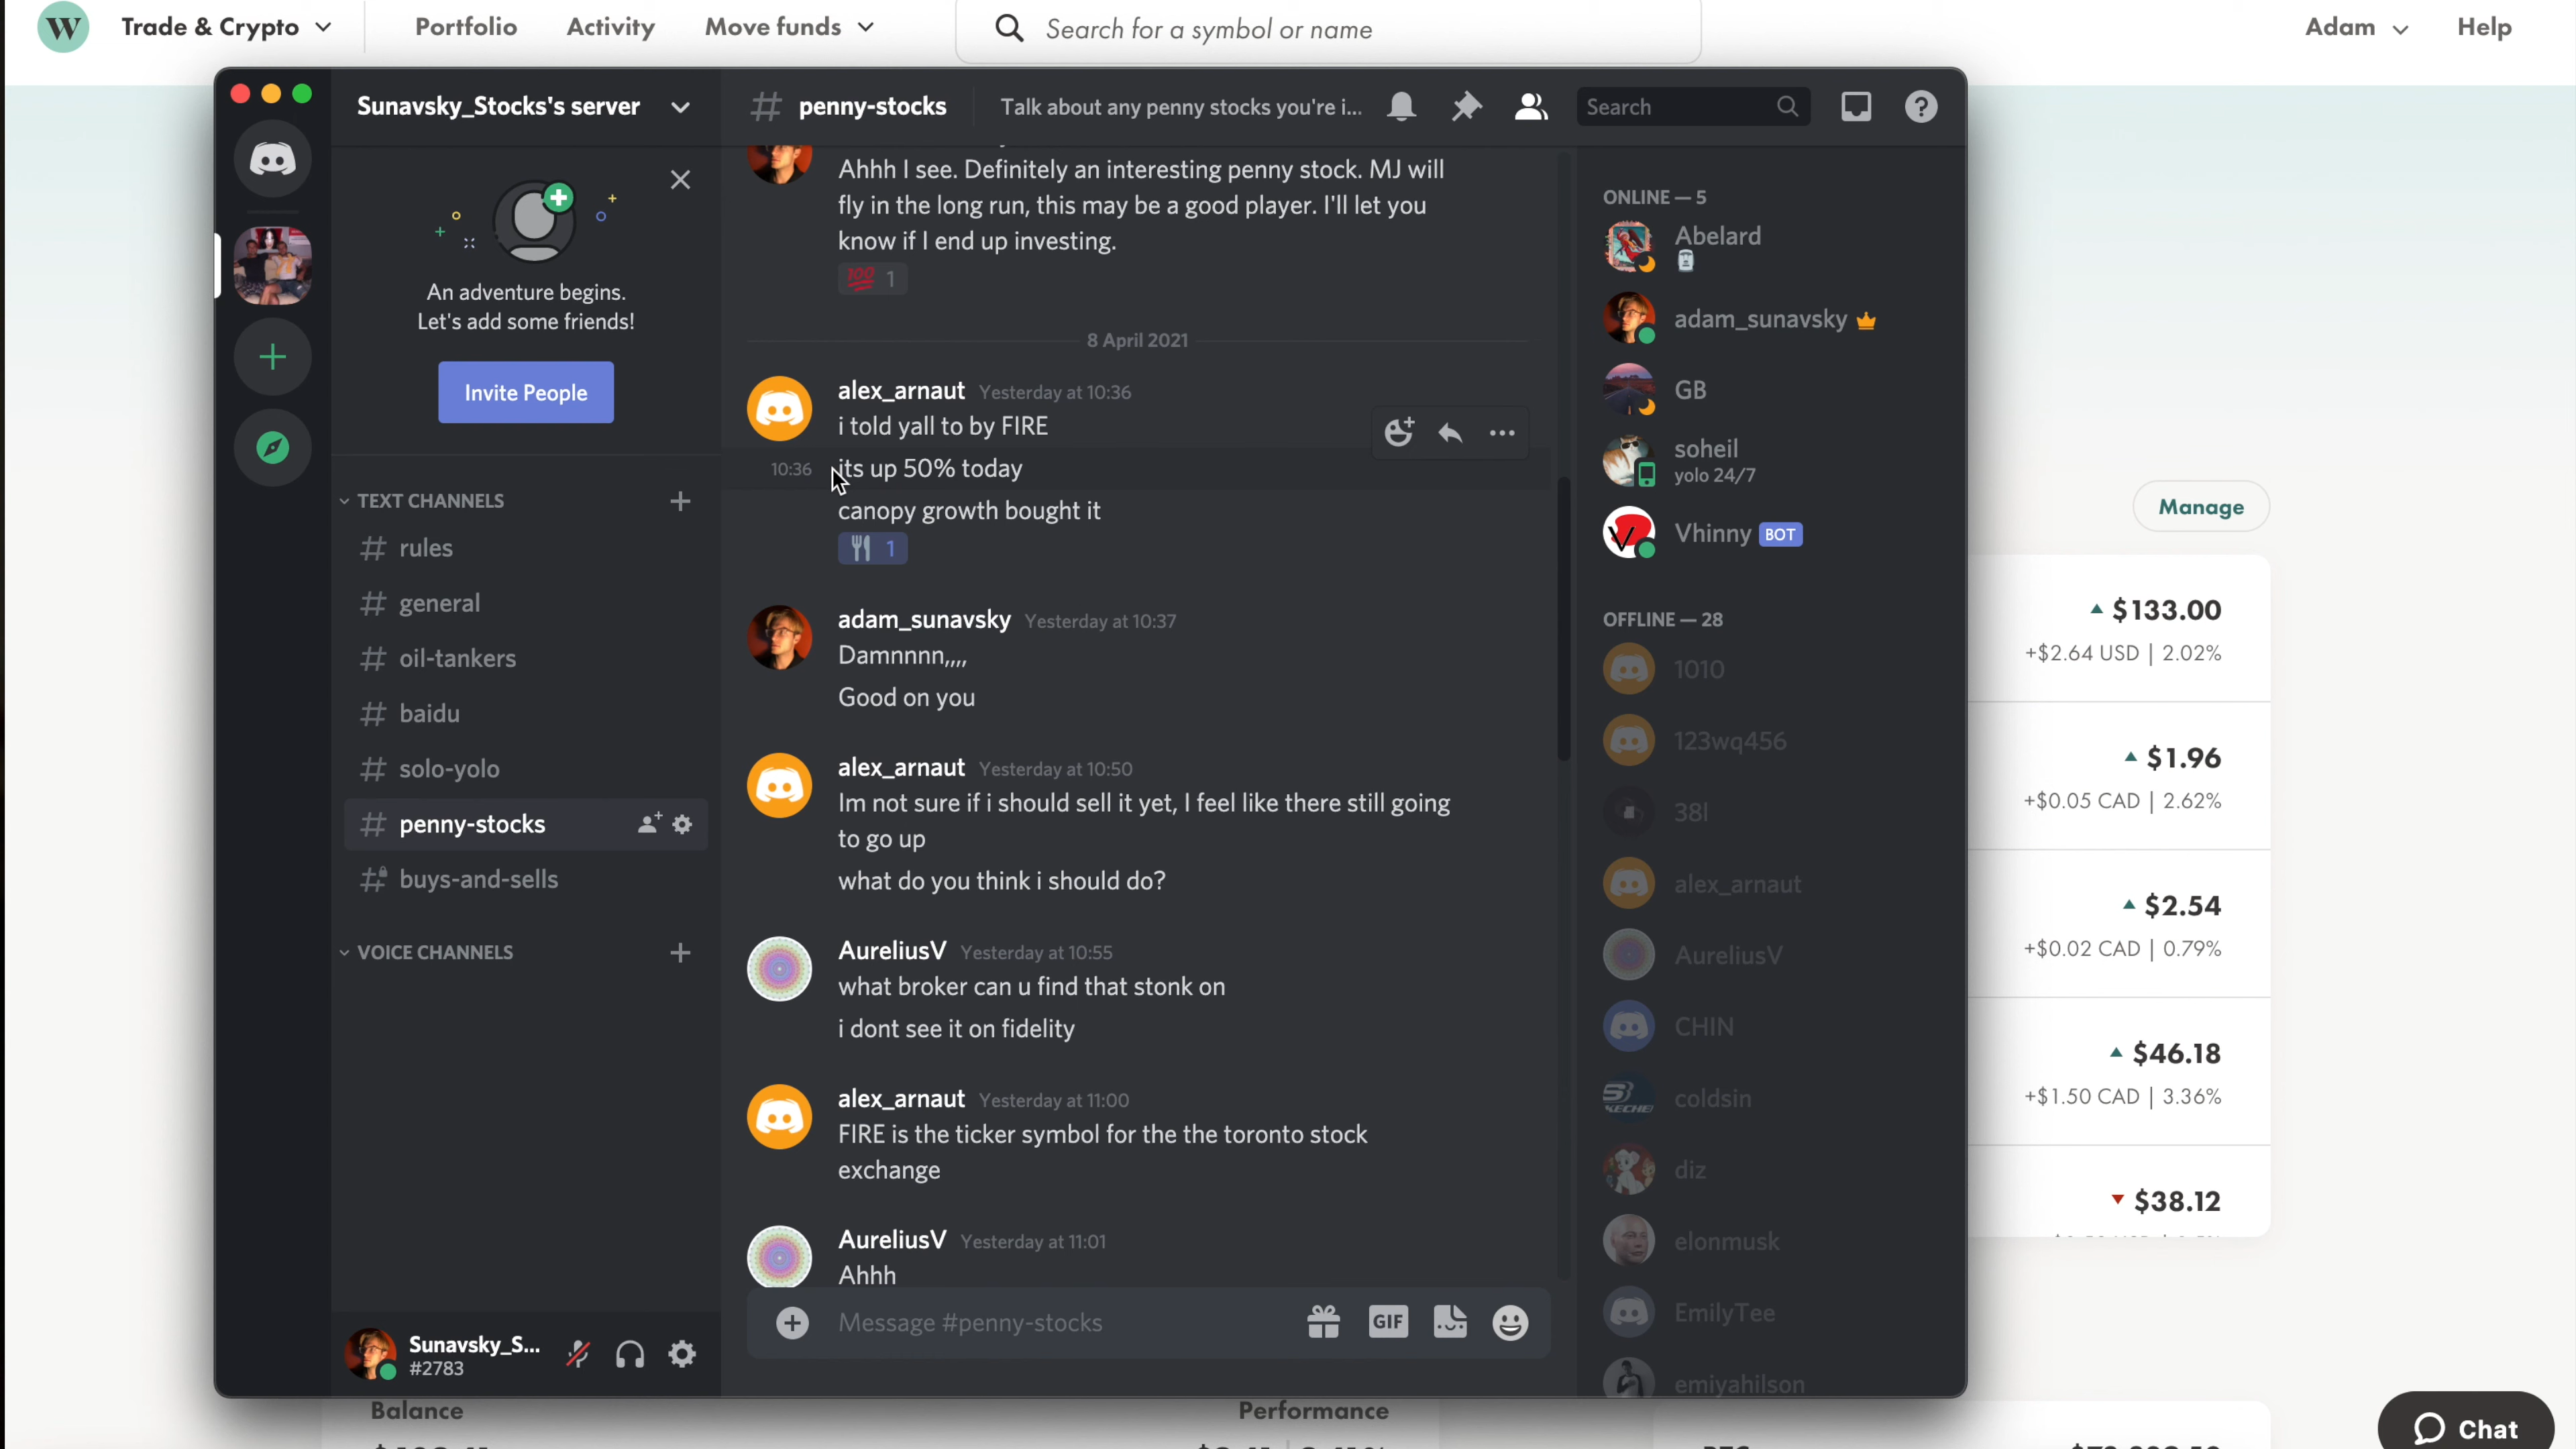 W Trade & Crypto Portfolio Activity Move funds Search for a symbol or name Adam Help
Sunavsky_Stocks's server
# penny-stocks Talk about any penny stocks you're i... Search
An adventure begins.
Let's add some friends!
Invite People
TEXT CHANNELS
# rules
# general
# oil-tankers
# baidu
# solo-yolo
# penny-stocks
# buys-and-sells
VOICE CHANNELS
Sunavsky_S...
#2783
Ahhh I see. Definitely an interesting penny stock. MJ will
fly in the long run, this may be a good player. I'll let you
know if I end up investing.
100 1
8 April 2021
alex_arnaut Yesterday at 10:36
i told yall to by FIRE
10:36 its up 50% today
canopy growth bought it
1
adam_sunavsky Yesterday at 10:37
Damnnnn,,,,
Good on you
alex_arnaut Yesterday at 10:50
Im not sure if i should sell it yet, I feel like there still going
to go up
what do you think i should do?
AureliusV Yesterday at 10:55
what broker can u find that stonk on
i dont see it on fidelity
alex_arnaut Yesterday at 11:00
FIRE is the ticker symbol for the the toronto stock
exchange
AureliusV Yesterday at 11:01
Ahhh
Message #penny-stocks
GIF
ONLINE — 5
Abelard
adam_sunavsky
GB
soheil
yolo 24/7
Vhinny BOT
OFFLINE — 28
1010
123wq456
38l
alex_arnaut
AureliusV
CHIN
coldsin
diz
elonmusk
EmilyTee
emiyahilson
Manage
$133.00
+$2.64 USD | 2.02%
$1.96
+$0.05 CAD | 2.62%
$2.54
+$0.02 CAD | 0.79%
$46.18
+$1.50 CAD | 3.36%
$38.12
Balance Performance
Chat